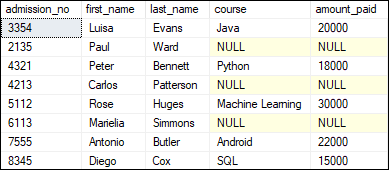 admission_no first_name last_name course amount_paid
3354 Luisa Evans Java 20000
2135 Paul Ward NULL NULL
4321 Peter Bennett Python 18000
4213 Carlos Patterson NULL NULL
5112 Rose Huges Machine Learning 30000
6113 Marielia Simmons NULL NULL
7555 Antonio Butler Android 22000
8345 Diego Cox SQL 15000